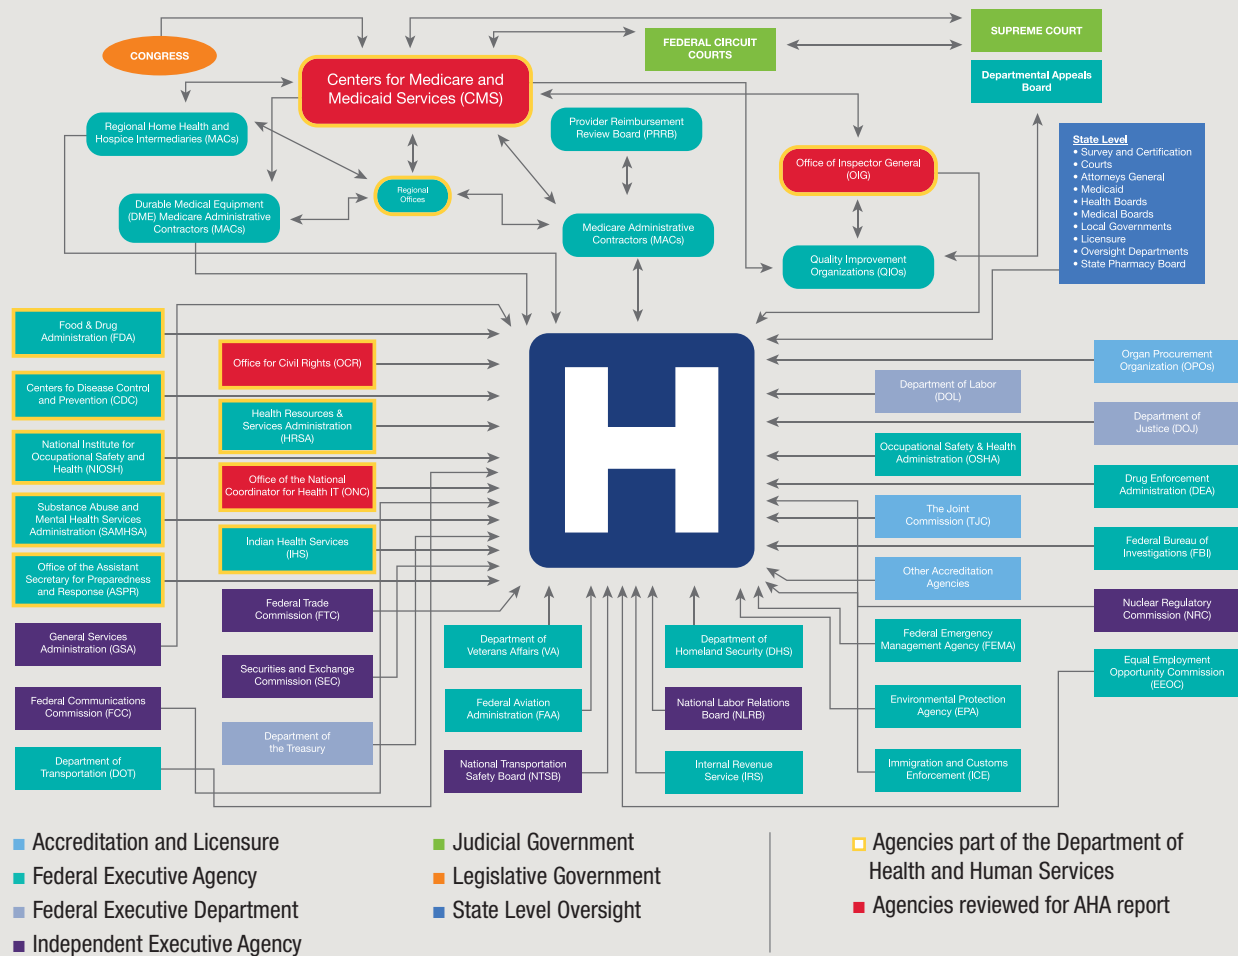 CONGRESS
FEDERAL CIRCUIT
COURTS
SUPREME COURT
Departmental Appeals
Board
Centers for Medicare and
Medicaid Services (CMS)
Regional Home Health and
Hospice Intermediaries (MACs)
Provider Reimbursement
Review Board (PRRB)
Office of Inspector General
(OIG)
State Level
• Survey and Certification
• Courts
• Attorneys General
• Medicaid
• Health Boards
• Medical Boards
• Local Governments
• Licensure
• Oversight Departments
• State Pharmacy Board
Regional
Offices
Durable Medical Equipment
(DME) Medicare Administrative
Contractors (MACs)
Medicare Administrative
Contractors (MACs)
Quality Improvement
Organizations (QIOs)
Food & Drug
Administration (FDA)
Centers fo Disease Control
and Prevention (CDC)
National Institute for
Occupational Safety and
Health (NIOSH)
Substance Abuse and
Mental Health Services
Administration (SAMHSA)
Office of the Assistant
Secretary for Preparedness
and Response (ASPR)
General Services
Administration (GSA)
Federal Communications
Commission (FCC)
Department of
Transportation (DOT)
Office for Civil Rights (OCR)
Health Resources &
Services Administration
(HRSA)
Office of the National
Coordinator for Health IT (ONC)
Indian Health Services
(IHS)
Federal Trade
Commission (FTC)
Securities and Exchange
Commission (SEC)
Department of
the Treasury
H
Department of
Veterans Affairs (VA)
Federal Aviation
Administration (FAA)
National Transportation
Safety Board (NTSB)
Department of
Homeland Security (DHS)
National Labor Relations
Board (NLRB)
Internal Revenue
Service (IRS)
Department of Labor
(DOL)
Occupational Safety & Health
Administration (OSHA)
The Joint
Commission (TJC)
Other Accreditation
Agencies
Federal Emergency
Management Agency (FEMA)
Environmental Protection
Agency (EPA)
Immigration and Customs
Enforcement (ICE)
Organ Procurement
Organization (OPOs)
Department of
Justice (DOJ)
Drug Enforcement
Administration (DEA)
Federal Bureau of
Investigations (FBI)
Nuclear Regulatory
Commission (NRC)
Equal Employment
Opportunity Commission
(EEOC)
Accreditation and Licensure
Federal Executive Agency
Federal Executive Department
Independent Executive Agency
Judicial Government
Legislative Government
State Level Oversight
Agencies part of the Department of
Health and Human Services
Agencies reviewed for AHA report